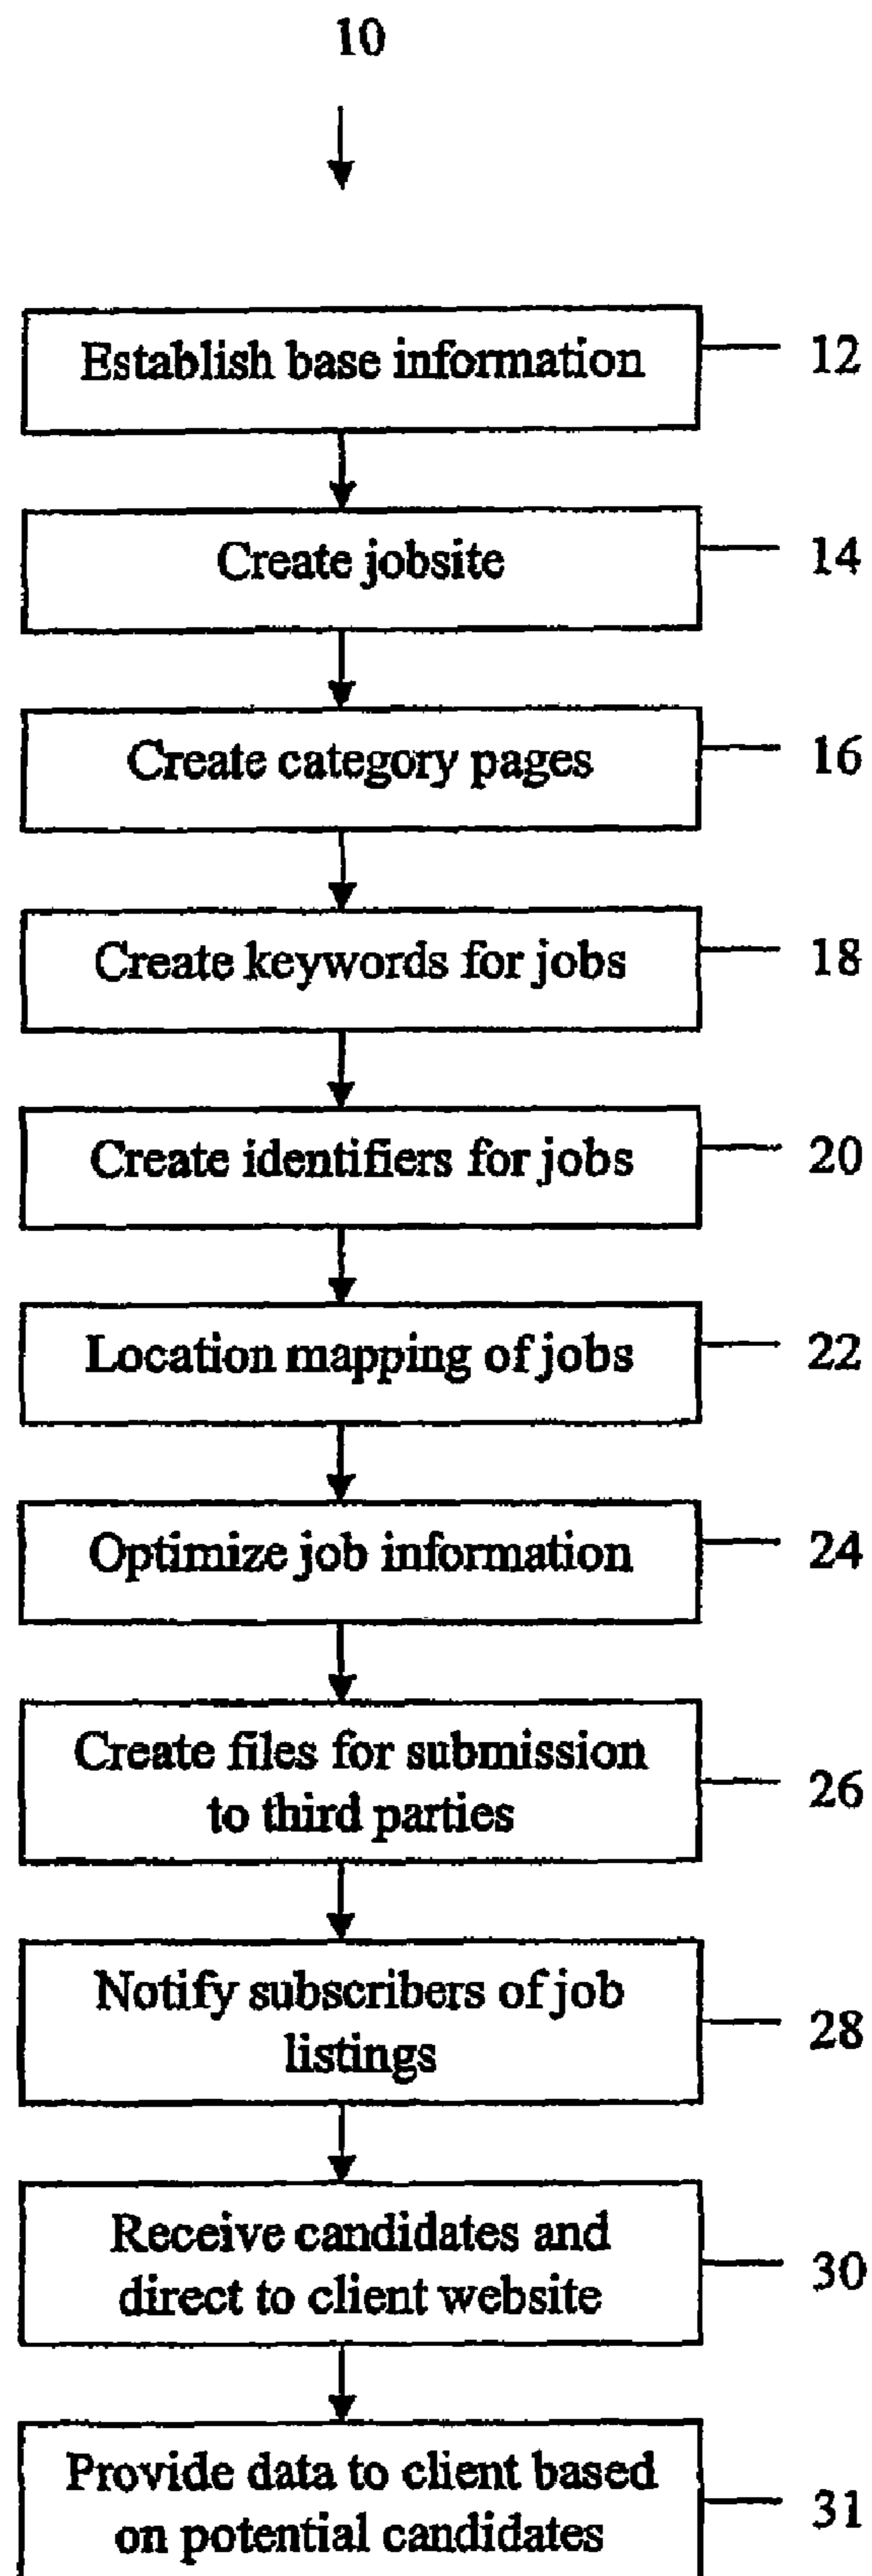 10
Establish base information
12
Create jobsite
14
Create category pages
16
Create keywords for jobs
18
Create identifiers for jobs
20
Location mapping of jobs
22
Optimize job information
24
Create files for submission
to third parties
26
Notify subscribers of job
listings
28
Receive candidates and
direct to client website
30
Provide data to client based
on potential candidates
31